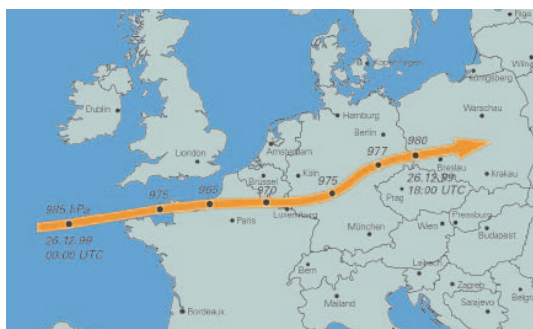 Riga
Kopenhagen
Königsberg
Dublin
Hamburg
Warschau
Berlin
Amsterdam
London
977
980
Brüssel
Köln
26.12.99
Breslau
18:00 UTC
Krakau
975
965
970
975
Prag
985 hPa
Paris
Luxemburg
26.12.99
00:00 UTC
München
Wien
Pressburg
Budapest
Bern
Laibach
Zagreb
Mailand
Bordeaux
Sarajevo